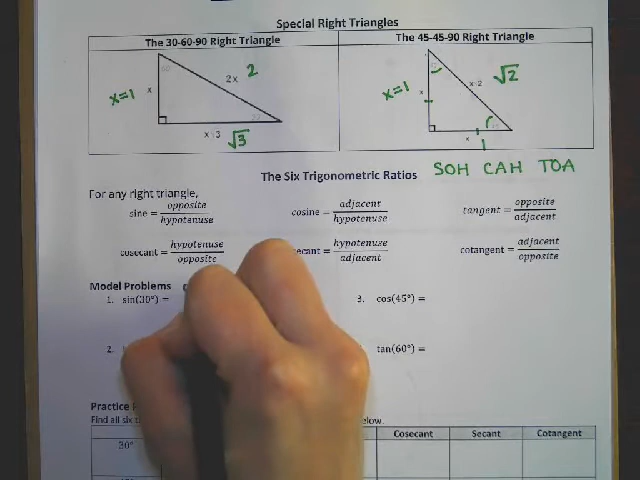 Special Right Triangles
The 30-60-90 Right Triangle
The 45-45-90 Right Triangle
x=1 x 2x 2
x√3 √3
x=1 x x√2 √2
x 1
The Six Trigonometric Ratios SOH CAH TOA
For any right triangle,
sine = opposite/hypotenuse cosine = adjacent/hypotenuse tangent = opposite/adjacent
cosecant = hypotenuse/opposite hypotenuse/adjacent cotangent = adjacent/opposite
Model Problems
1. sin(30°) = 3. cos(45°) =
2. tan(60°) =
Practice
Find all six
Cosecant Secant Cotangent
30°